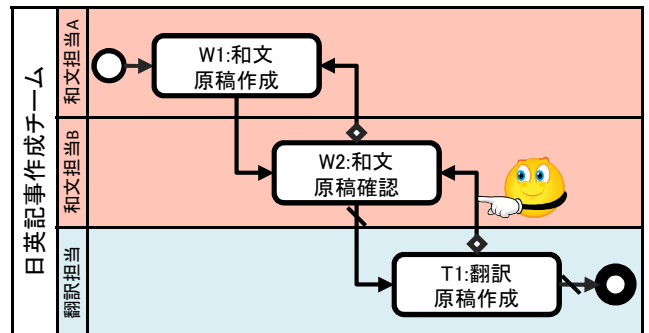 日英記事作成チーム
和文担当A
W1:和文
原稿作成
和文担当B
W2:和文
原稿確認
翻訳担当
T1:翻訳
原稿作成